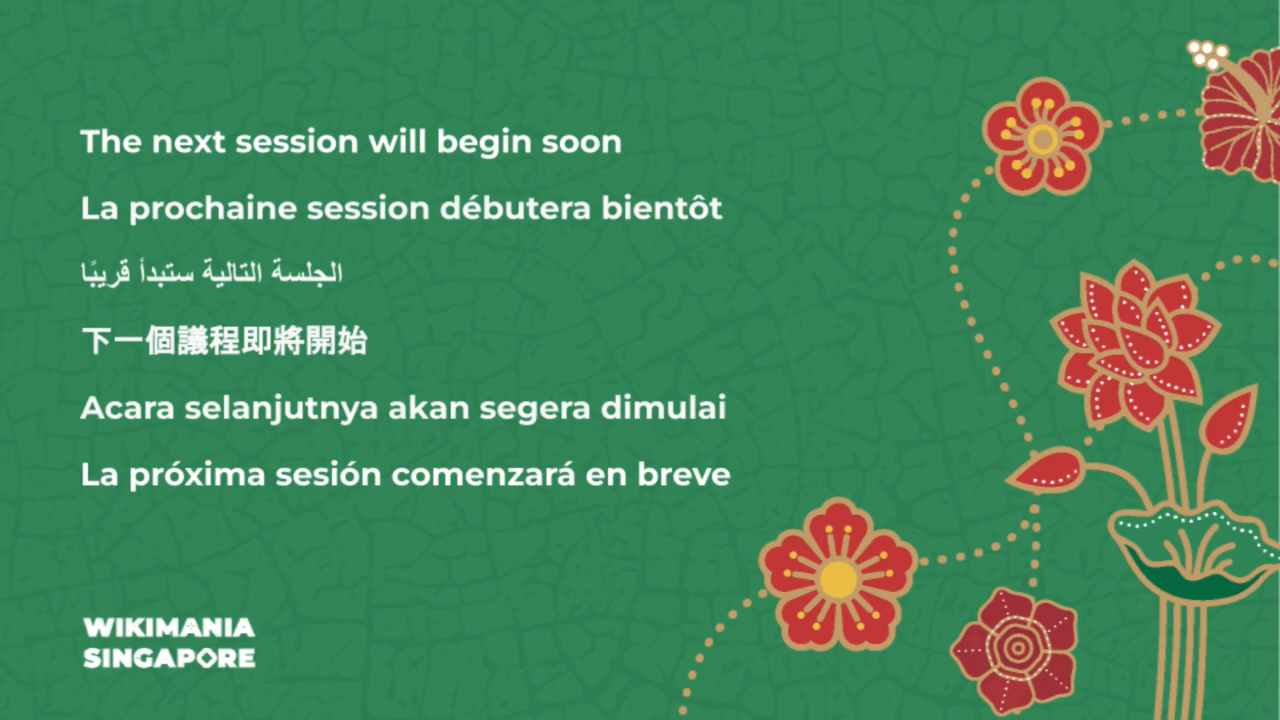 The next session will begin soon
La prochaine session débutera bientôt
الجلسة التالية ستبدأ قريبًا
下一個議程即將開始
Acara selanjutnya akan segera dimulai
La próxima sesión comenzará en breve
WIKIMANIA
SINGAPORE